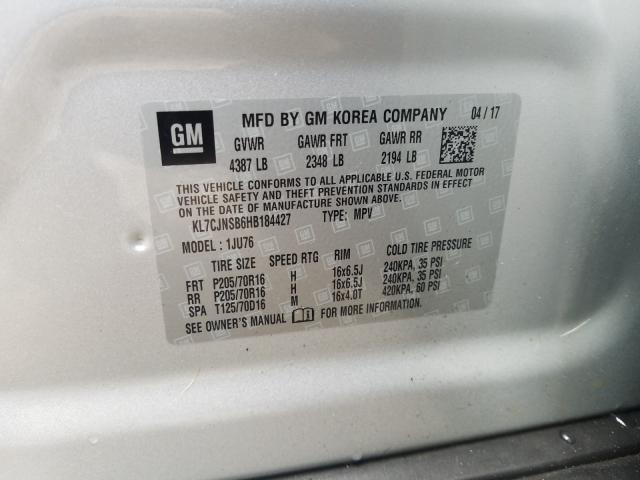 GM
MFD BY GM KOREA COMPANY 04 / 17
GVWR GAWR FRT GAWR RR
4387 LB 2348 LB 2194 LB
THIS VEHICLE CONFORMS TO ALL APPLICABLE U.S. FEDERAL MOTOR
VEHICLE SAFETY AND THEFT PREVENTION STANDARDS IN EFFECT
ON THE DATE OF MANUFACTURE SHOWN ABOVE.
KL7CJNSB6HB184427 TYPE: MPV
MODEL : 1JU76
TIRE SIZE SPEED RTG RIM COLD TIRE PRESSURE
FRT P205/70R16 H 16x6.5J 240KPA, 35 PSI
RR P205/70R16 H 16x6.5J 240KPA, 35 PSI
SPA T125/70D16 M 16x4.0T 420KPA, 60 PSI
SEE OWNER'S MANUAL FOR MORE INFORMATION.